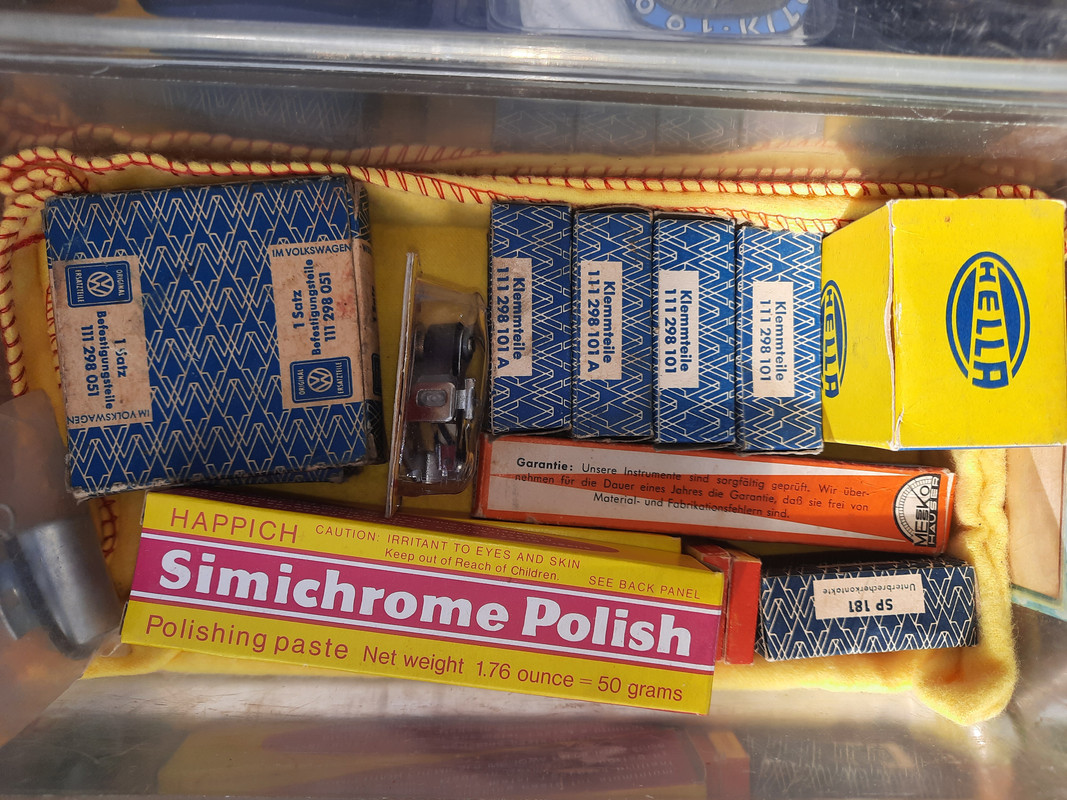 ORIGINAL
ERSATZTEILE
1 Satz
Befestigungsteile
111 298 051
IM VOLKSWAGEN
IM VOLKSWAGEN
1 Satz
Befestigungsteile
111 298 051
ORIGINAL
ERSATZTEILE
Klemmteile
111 298 101 A
Klemmteile
111 298 101 A
Klemmteile
111 298 101
Klemmteile
111 298 101
HELLA
HELLA
Garantie: Unsere Instrumente sind sorgfältig geprüft. Wir über-
nehmen für die Dauer eines Jahres die Garantie, daß sie frei von
Material- und Fabrikationsfehlern sind.
HAPPICH
CAUTION: IRRITANT TO EYES AND SKIN
Keep out of Reach of Children.
SEE BACK PANEL
Simichrome Polish
Polishing paste Net weight 1.76 ounce = 50 grams
SP 181
Unterbrecherkontakte